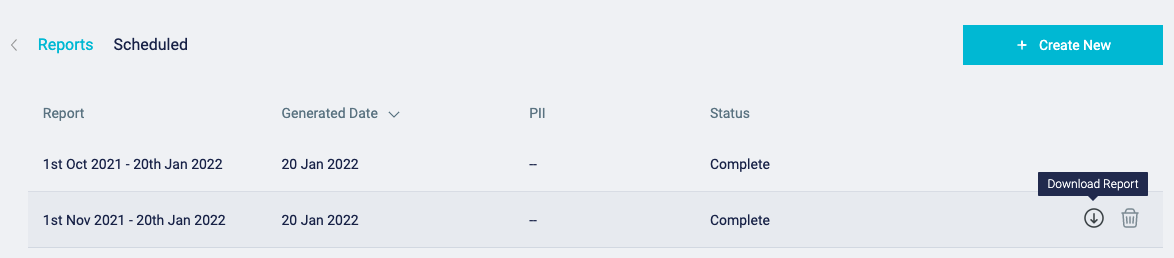 Reports Scheduled + Create New
Report Generated Date PII Status
1st Oct 2021 - 20th Jan 2022 20 Jan 2022 – Complete
Download Report
1st Nov 2021 - 20th Jan 2022 20 Jan 2022 – Complete